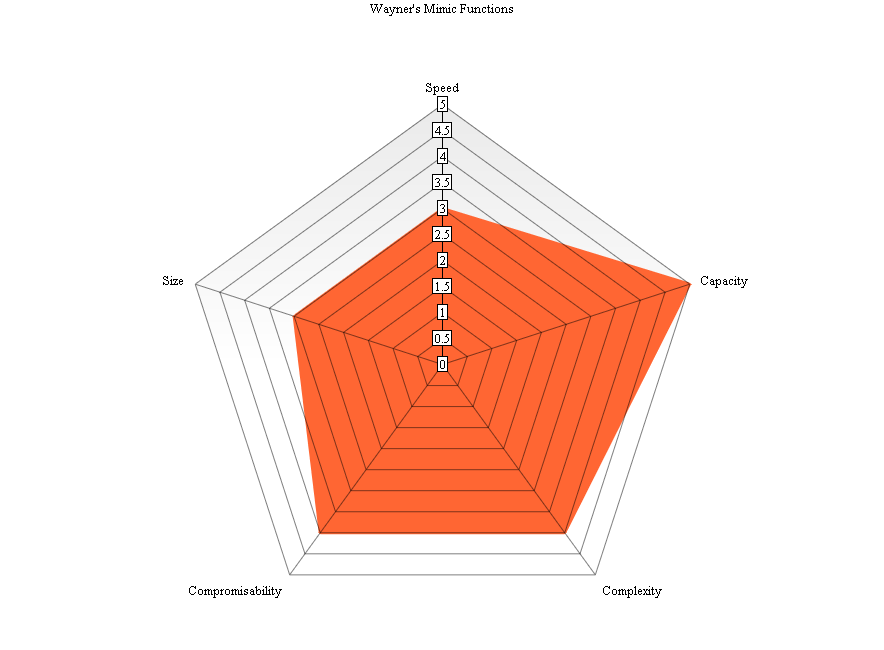 Wayner's Mimic Functions
Speed
5
4.5
4
3.5
3
2.5
2
1.5
1
0.5
0
Size
Capacity
Compromisability
Complexity